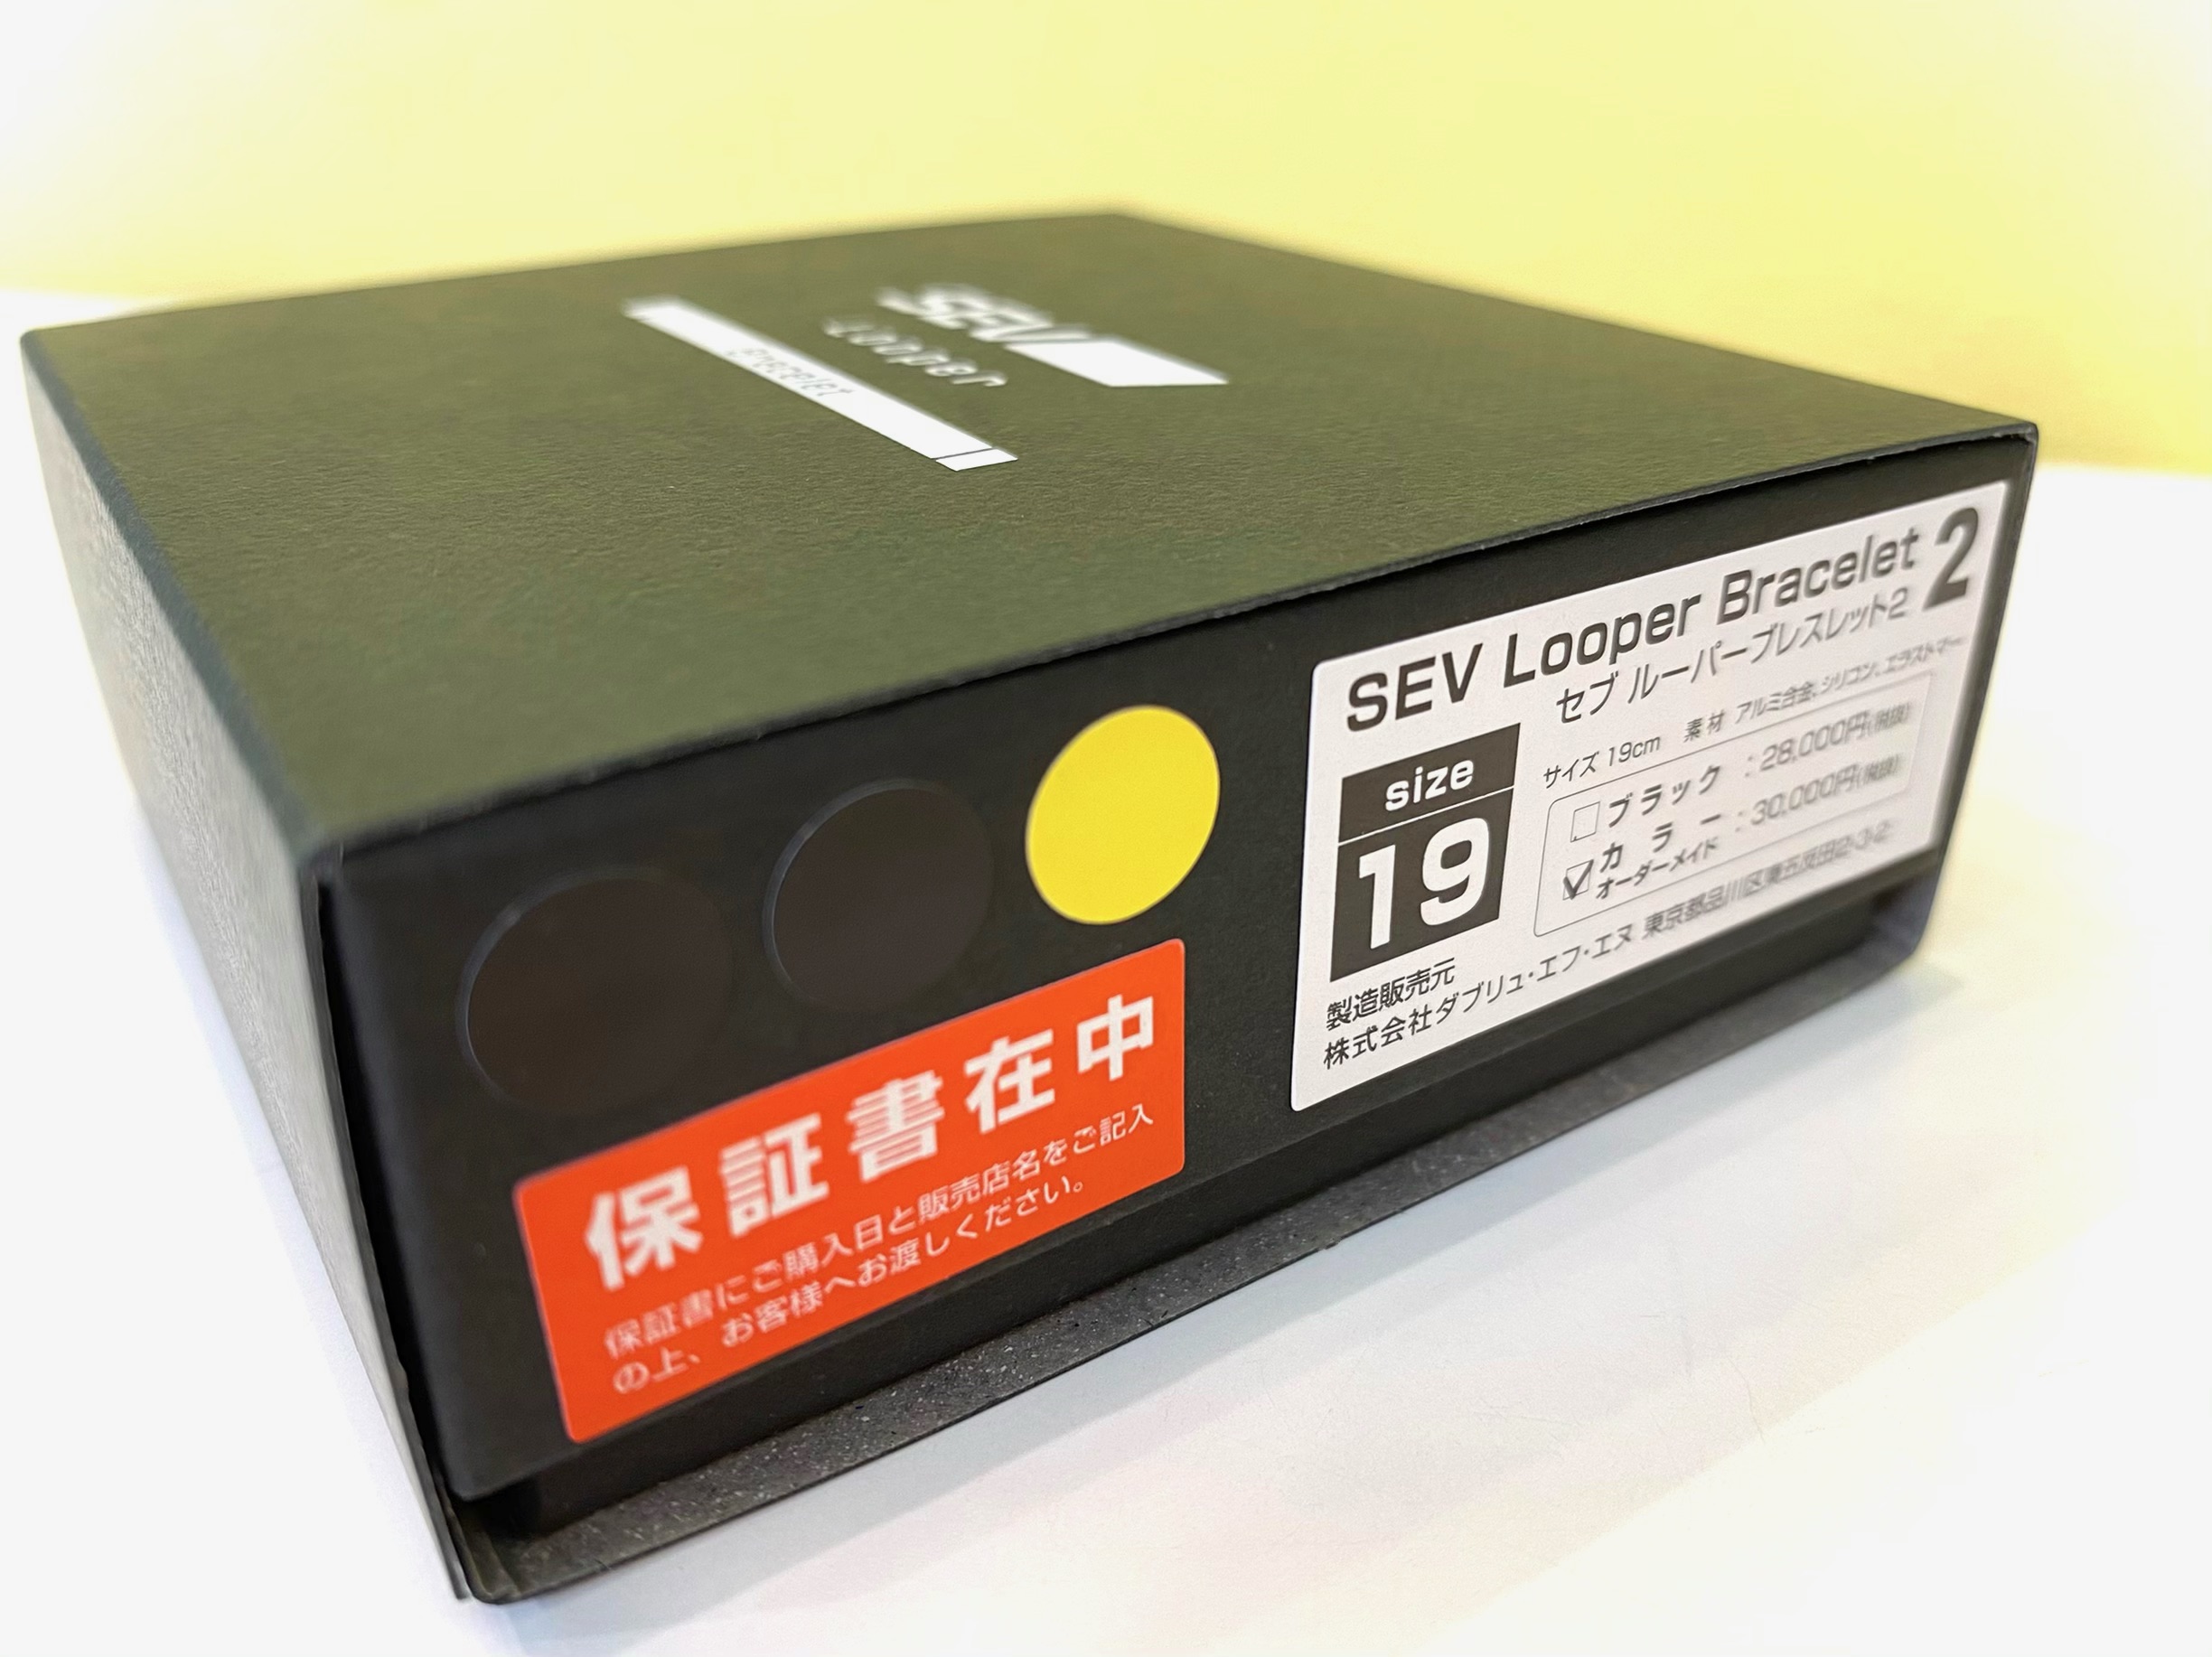 SEV
Looper
Bracelet
SEV Looper Bracelet 2
セブ ルーパーブレスレット2
サイズ 19cm 素材 アルミ合金、シリコン、エラストマー
size
19
ブラック : 28,000円(税抜)
カラー : 30,000円(税抜)
オーダーメイド
製造販売元
株式会社ダブリュ・エフ・エヌ 東京都品川区東五反田2-3-2
保証書在中
保証書にご購入日と販売店名をご記入
の上、お客様へお渡しください。